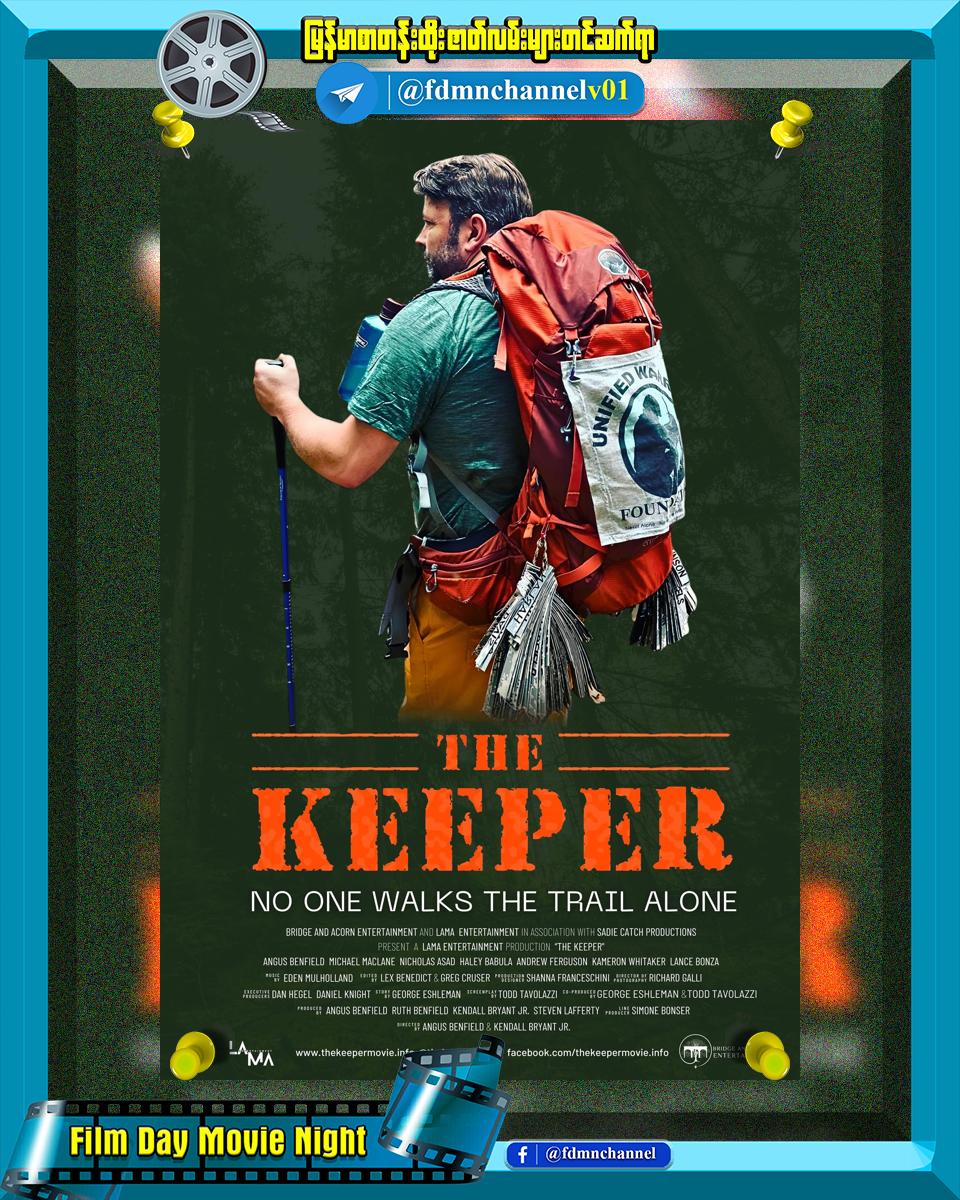 မြန်မာစာတန်းထိုးဇာတ်လမ်းများတင်ဆက်ရာ
@fdmnchannelv01
UNIFIED
FOUN
THE
KEEPER
NO ONE WALKS THE TRAIL ALONE
BRIDGE AND ACORN ENTERTAINMENT AND LAMA ENTERTAINMENT IN ASSOCIATION WITH SADIE CATCH PRODUCTIONS
PRESENT A LAMA ENTERTAINMENT PRODUCTION "THE KEEPER"
ANGUS BENFIELD MICHAEL MACLANE NICHOLAS ASAD HALEY BABULA ANDREW FERGUSON KAMERON WHITAKER LANCE BONZA
MUSIC BY EDEN MULHOLLAND EDITED BY LEX BENEDICT & GREG CRUSER PRODUCTION DESIGNER SHANNA FRANCESCHINI DIRECTOR OF PHOTOGRAPHY RICHARD GALLI
EXECUTIVE PRODUCERS DAN HEGEL DANIEL KNIGHT STORY BY GEORGE ESHLEMAN SCREENPLAY BY TODD TAVOLAZZI CO-PRODUCED BY GEORGE ESHLEMAN & TODD TAVOLAZZI
PRODUCED BY ANGUS BENFIELD RUTH BENFIELD KENDALL BRYANT JR. STEVEN LAFFERTY LINE PRODUCER SIMONE BONSER
DIRECTED BY ANGUS BENFIELD & KENDALL BRYANT JR.
LAMA www.thekeepermovie.info facebook.com/thekeepermovie.info BRIDGE
Film Day Movie Night
@fdmnchannel